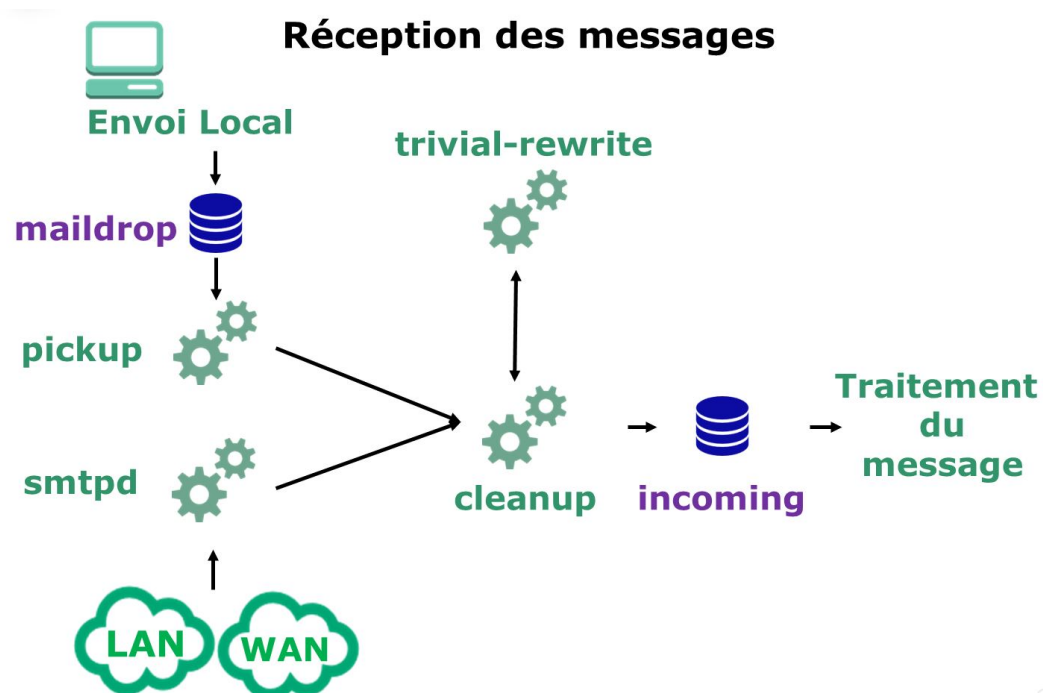 Réception des messages
Envoi Local
trivial-rewrite
maildrop
pickup
smtpd
cleanup
incoming
Traitement
du
message
LAN
WAN